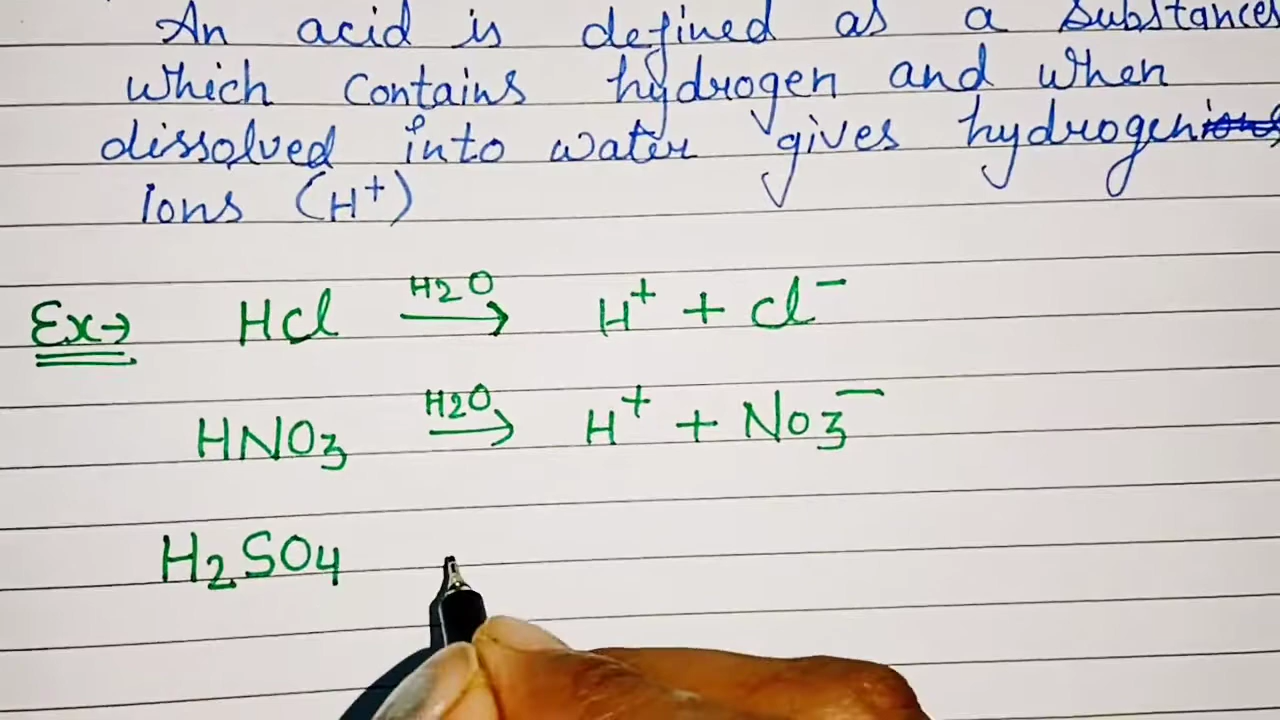 An acid is defined as a substances
which contains hydrogen and when
dissolved into water gives hydrogen
Ions (H+)
Ex→ HCl H2O → H+ + Cl-
HNO3 H2O → H+ + NO3-
H2SO4